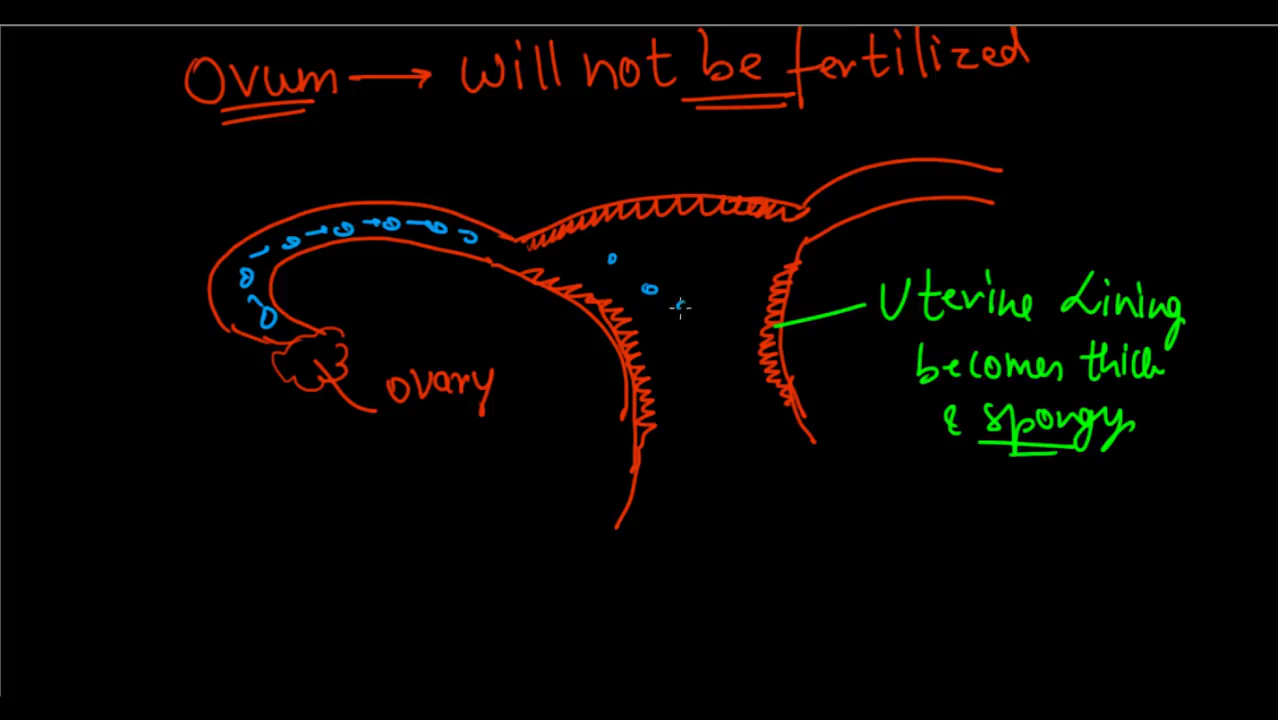 Ovum → will not be fertilized
ovary
Uterine Lining
becomes thick
& spongy